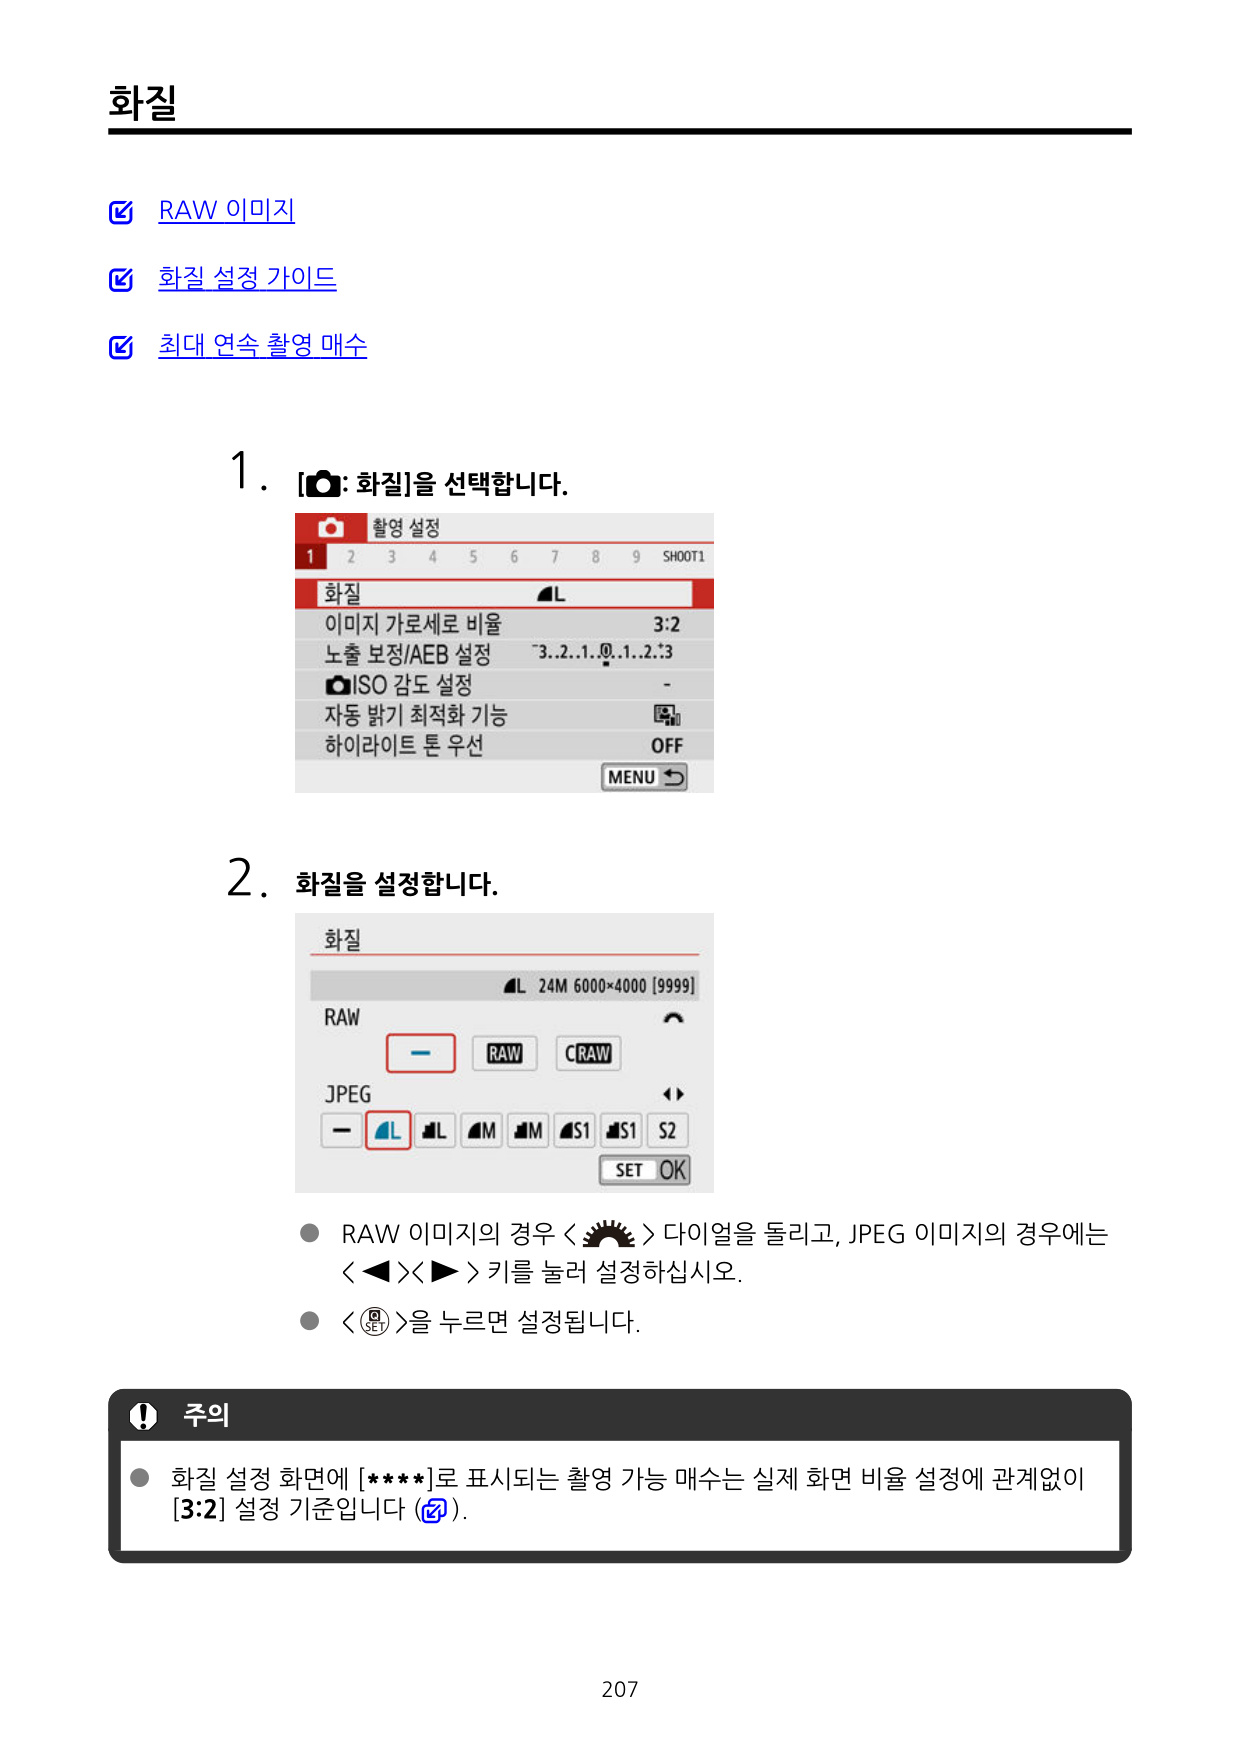 화질
RAW 이미지
화질 설정 가이드
최대 연속 촬영 매수
1. [: 화질]을 선택합니다.
촬영 설정
1 2 3 4 5 6 7 8 9 SHOOT1
화질 L
이미지 가로세로 비율 3:2
노출 보정/AEB 설정 -3..2..1..0..1..2.+3
ISO 감도 설정 -
자동 밝기 최적화 기능
하이라이트 톤 우선 OFF
MENU
2. 화질을 설정합니다.
화질
L 24M 6000×4000 [9999]
RAW
– RAW CRAW
JPEG
– L L M M S1 S1 S2
SET OK
● RAW 이미지의 경우 < > 다이얼을 돌리고, JPEG 이미지의 경우에는
< ◀ >< ▶ > 키를 눌러 설정하십시오.
● < Q SET >을 누르면 설정됩니다.
주의
● 화질 설정 화면에 [****]로 표시되는 촬영 가능 매수는 실제 화면 비율 설정에 관계없이
[3:2] 설정 기준입니다 ( ).
207